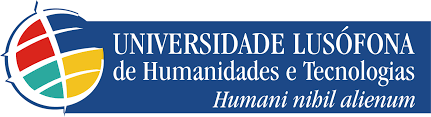 UNIVERSIDADE LUSÓFONA
de Humanidades e Tecnologias
Humani nihil alienum